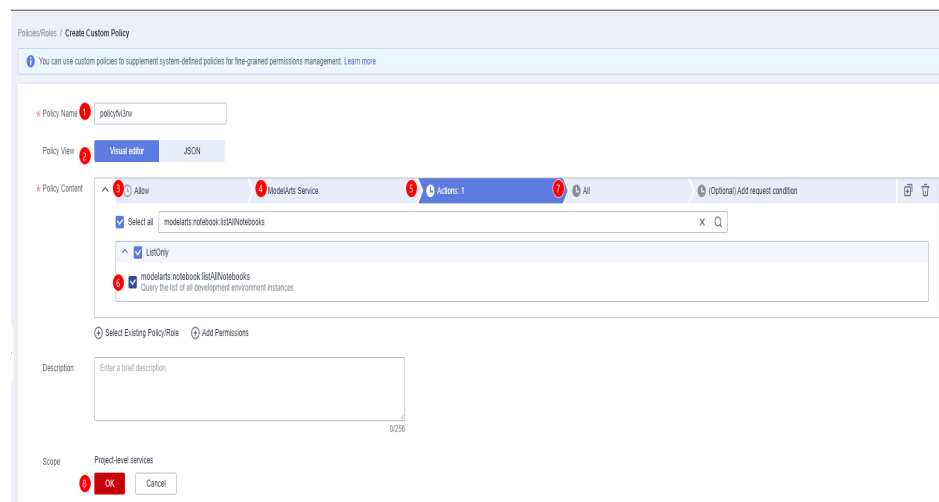 Policies/Roles / Create Custom Policy
You can use custom policies to supplement system-defined policies for fine-grained permissions management. Learn more
* Policy Name 1 policyfvi3rw
Policy View 2 Visual editor JSON
* Policy Content 3 Allow 4 ModelArts Service 5 Actions: 1 7 All (Optional) Add request condition
Select all modelarts:notebook:listAllNotebooks
ListOnly
6 modelarts:notebook:listAllNotebooks
Query the list of all development environment instances
Select Existing Policy/Role Add Permissions
Description Enter a brief description.
0/256
Scope Project-level services
8 OK Cancel